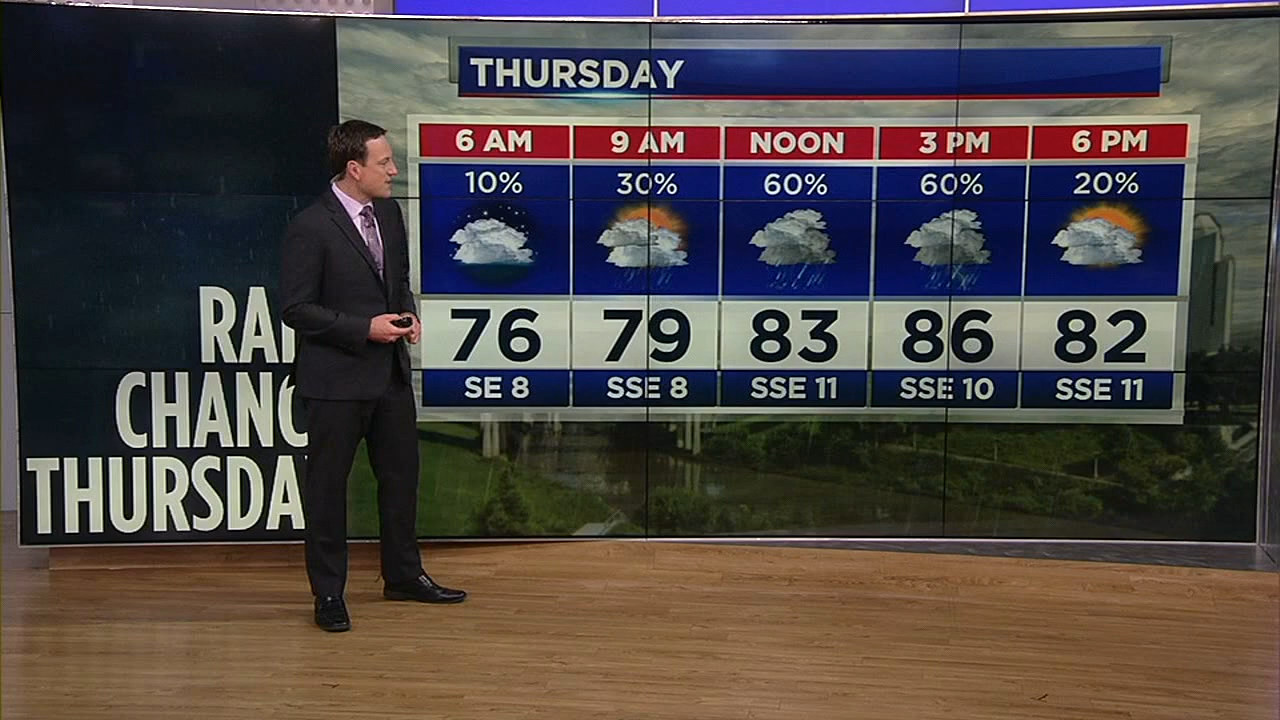 THURSDAY
6 AM 9 AM NOON 3 PM 6 PM
10% 30% 60% 60% 20%
76 79 83 86 82
SE 8 SSE 8 SSE 11 SSE 10 SSE 11
THURSDA